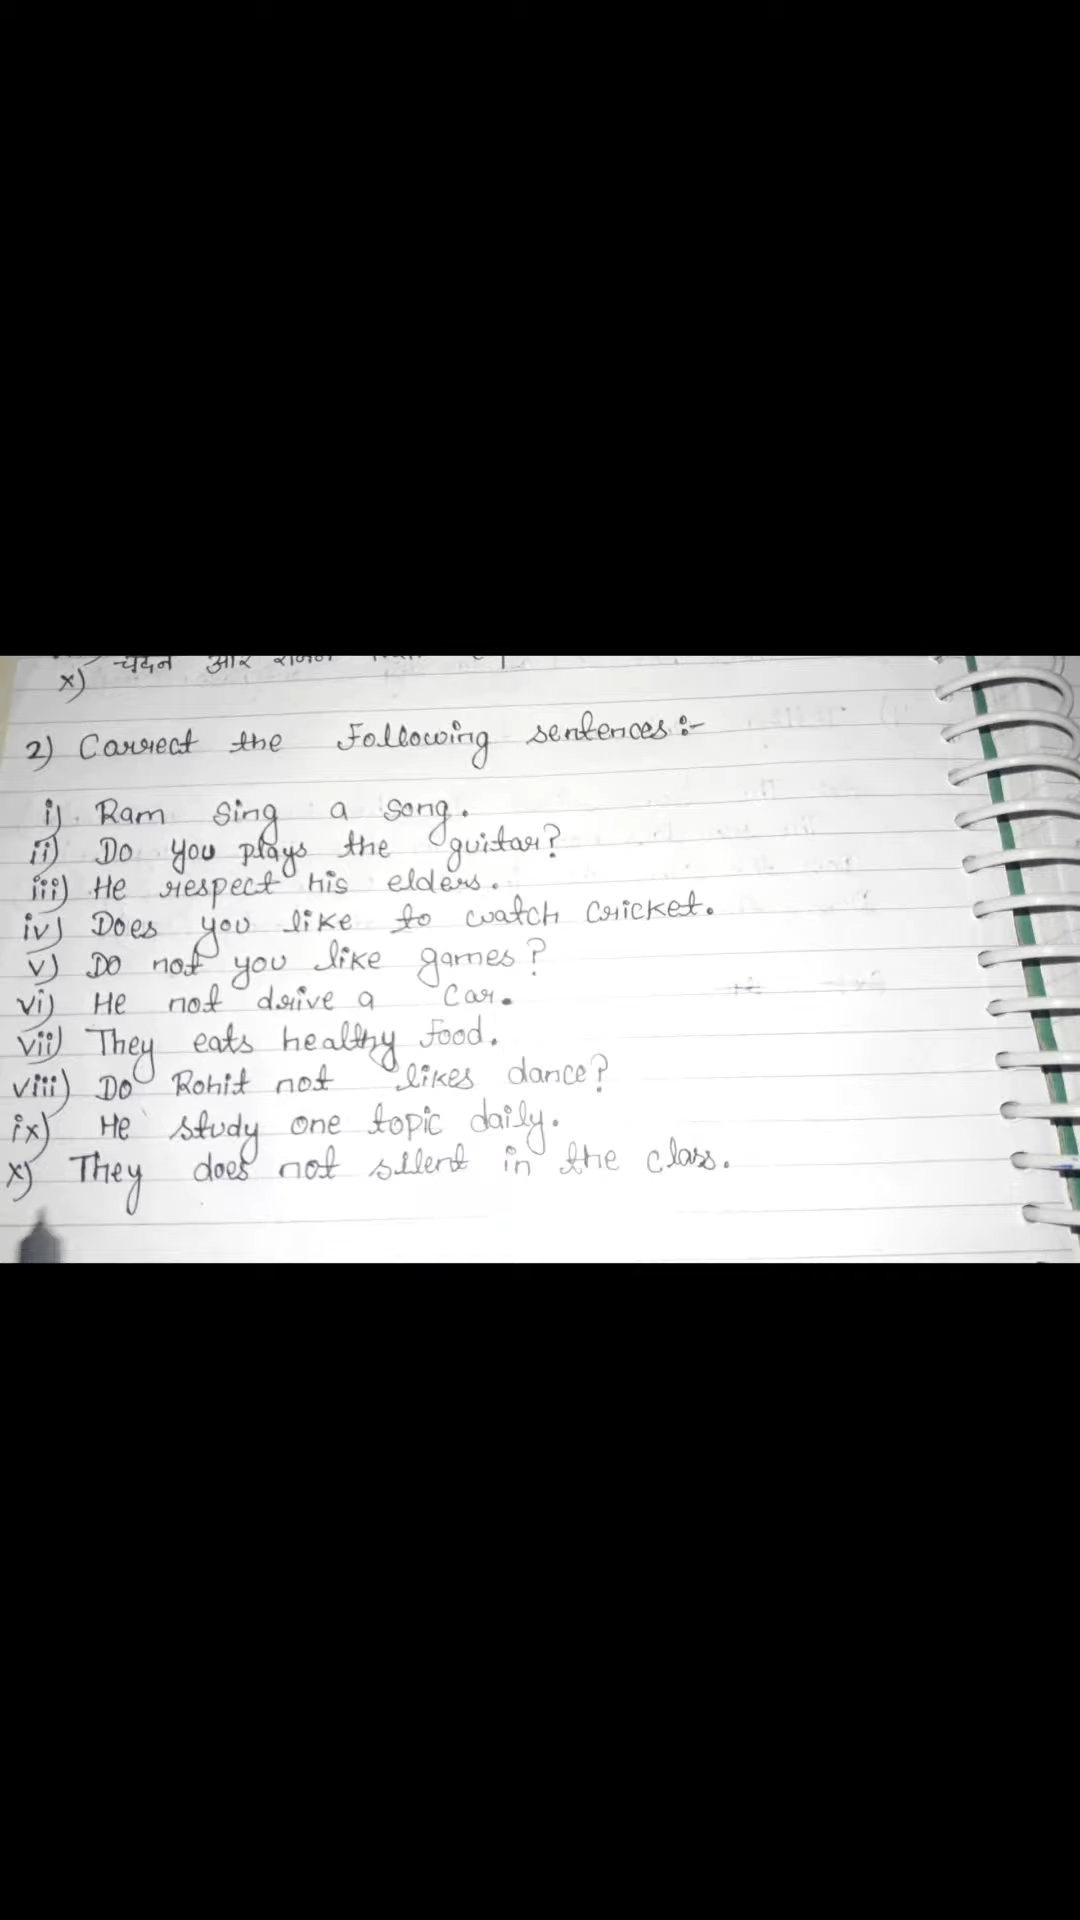 चंदन और
x)
2) Correct the Following sentences:-
i) Ram Sing a song.
ii) Do you plays the guitar?
iii) He respect his elders.
iv) Does you like to watch cricket.
v) Do not you like games?
vi) He not drive a Car.
vii) They eats healthy Food.
viii) Do Rohit not likes dance?
ix) He study one topic daily.
x) They does not silent in the class.